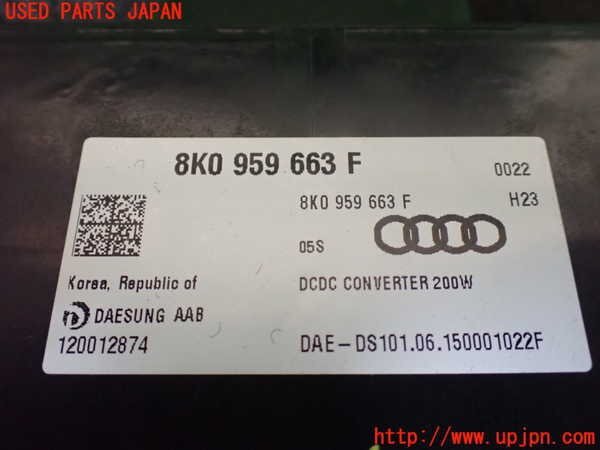 USED PARTS JAPAN
8K0 959 663 F
0022
8K0 959 663 F
H23
05S
Korea, Republic of
DCDC CONVERTER 200W
DAESUNG AAB
120012874
DAE-DS101.06.150001022F
http://www.upjpn.com/